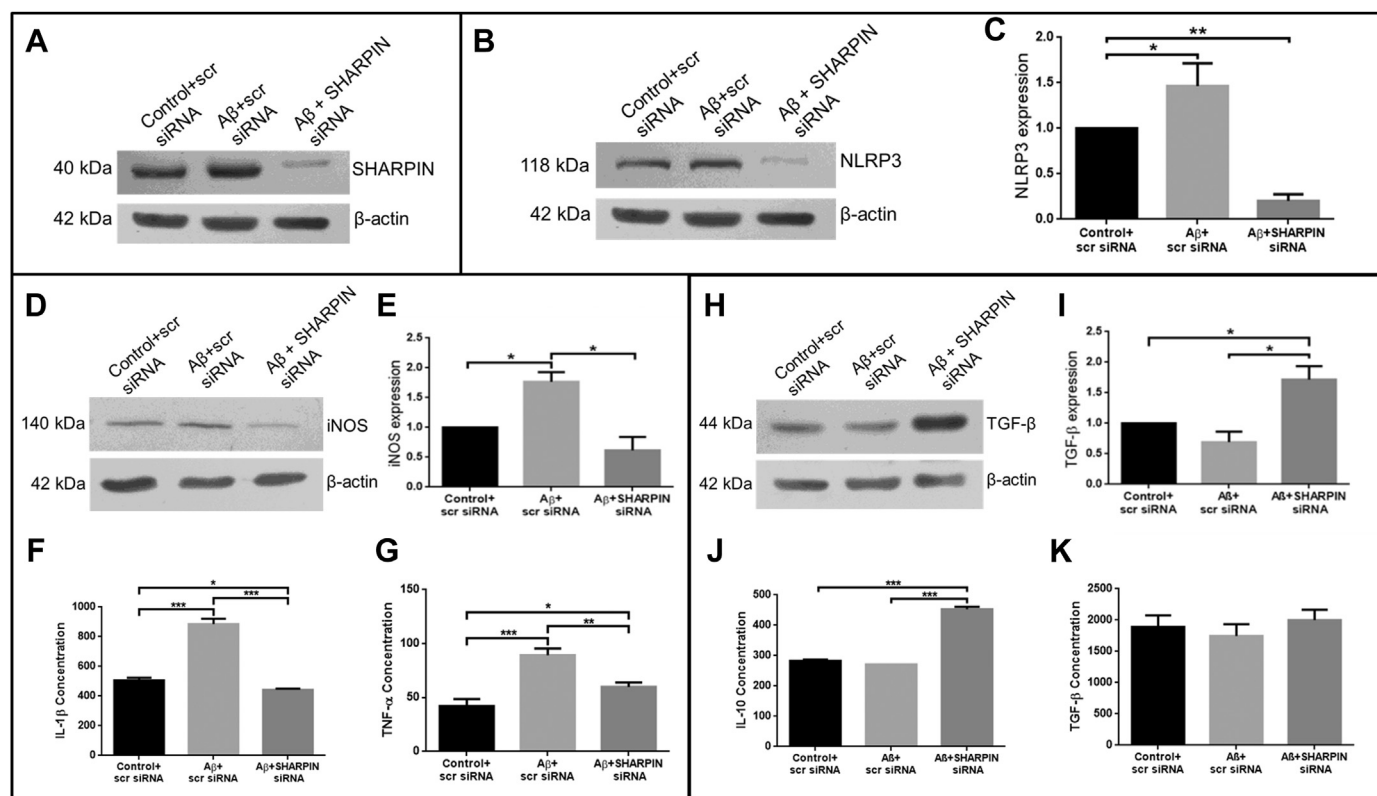 A
Control+scr
siRNA
Aβ+scr
siRNA
Aβ + SHARPIN
siRNA
40 kDa
SHARPIN
42 kDa
β-actin
B
Control+scr
siRNA
Aβ+scr
siRNA
Aβ + SHARPIN
siRNA
118 kDa
NLRP3
42 kDa
β-actin
C
NLRP3 expression
2.0
1.5
1.0
0.5
0.0
**
*
Control+
scr siRNA
Aβ+
scr siRNA
Aβ+SHARPIN
siRNA
D
Control+scr
siRNA
Aβ+scr
siRNA
Aβ + SHARPIN
siRNA
140 kDa
iNOS
42 kDa
β-actin
E
iNOS expression
2.5
2.0
1.5
1.0
0.5
0.0
*
*
Control+
scr siRNA
Aβ+
scr siRNA
Aβ+SHARPIN
siRNA
F
IL-1β Concentration
1000
800
600
400
200
0
*
***
***
Control+
scr siRNA
Aβ+
scr siRNA
Aβ+SHARPIN
siRNA
G
TNF-α Concentration
150
100
50
0
*
***
**
Control+
scr siRNA
Aβ+
scr siRNA
Aβ+SHARPIN
siRNA
H
Control+scr
siRNA
Aβ+scr
siRNA
Aβ + SHARPIN
siRNA
44 kDa
TGF-β
42 kDa
β-actin
I
TGF-β expression
2.5
2.0
1.5
1.0
0.5
0.0
*
*
Control+
scr siRNA
Aß+
scr siRNA
Aß+SHARPIN
siRNA
J
IL-10 Concentration
500
400
300
200
100
0
***
***
Control+
scr siRNA
Aß+
scr siRNA
Aß+SHARPIN
siRNA
K
TGF-β Concentration
2500
2000
1500
1000
500
0
Control+
scr siRNA
Aß+
scr siRNA
Aß+SHARPIN
siRNA